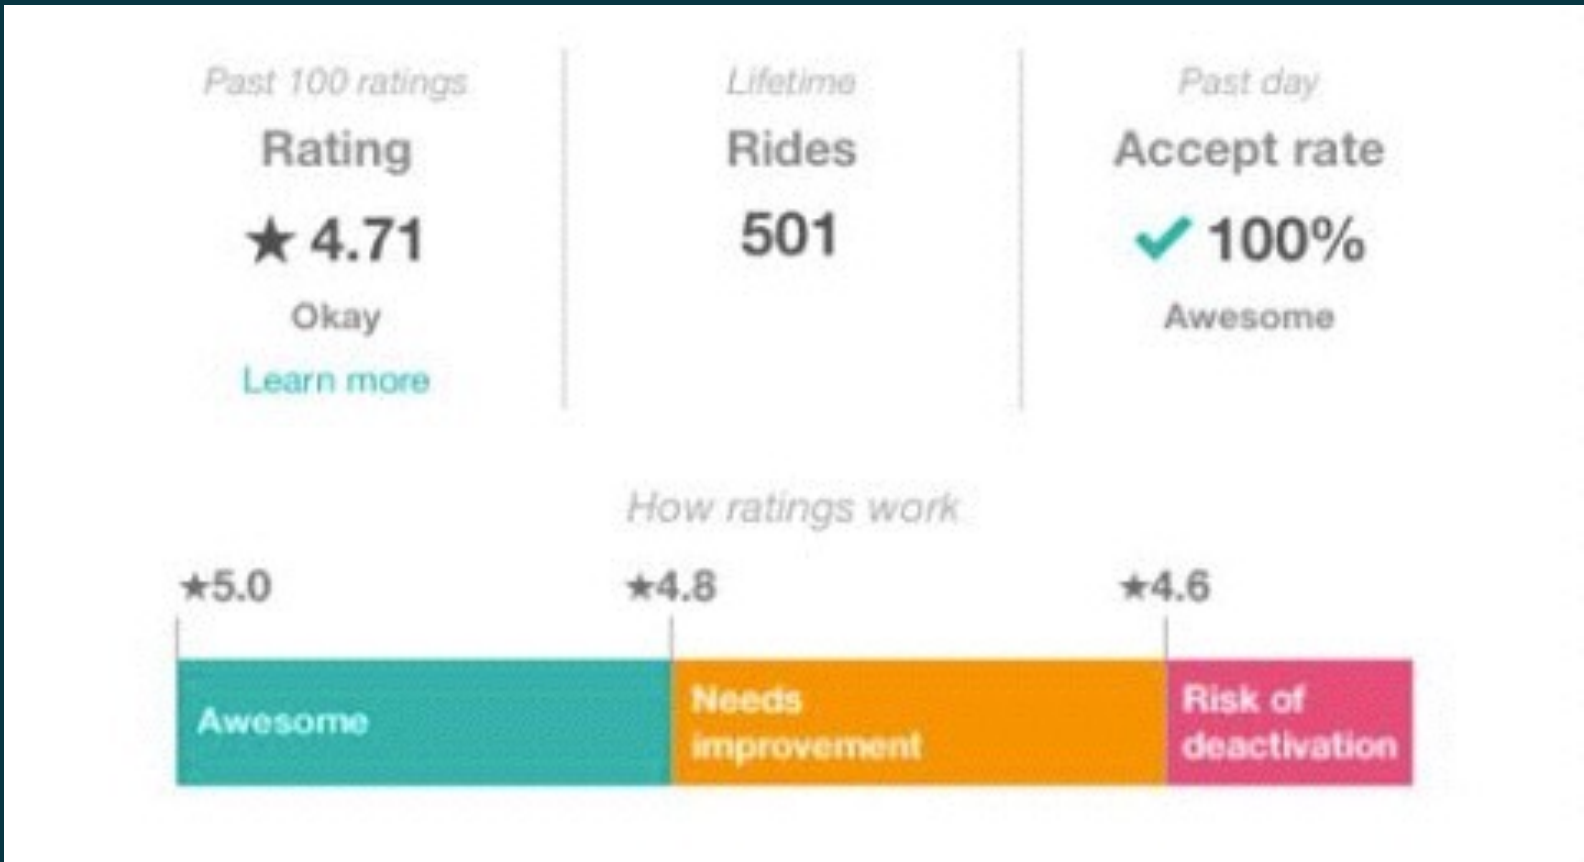 Past 100 ratings
Rating
★ 4.71
Okay
Learn more
Lifetime
Rides
501
Past day
Accept rate
✓ 100%
Awesome
How ratings work
★5.0
★4.8
★4.6
Awesome
Needs
improvement
Risk of
deactivation